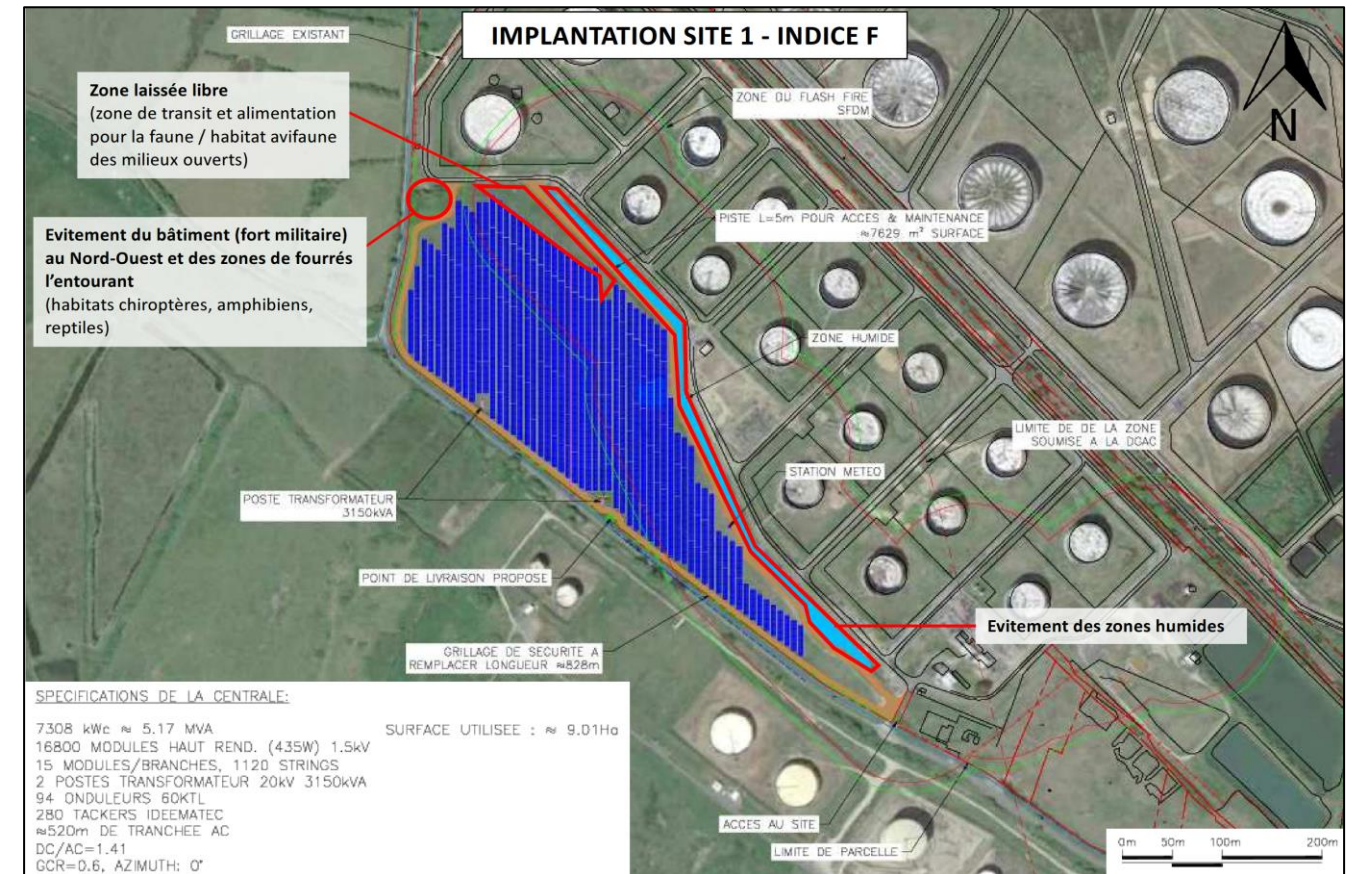 IMPLANTATION SITE 1 - INDICE F
GRILLAGE EXISTANT
N
Zone laissée libre
(zone de transit et alimentation
pour la faune / habitat avifaune
des milieux ouverts)
ZONE DU FLASH FIRE
SFDM
Evitement du bâtiment (fort militaire)
au Nord-Ouest et des zones de fourrés
l'entourant
(habitats chiroptères, amphibiens,
reptiles)
PISTE L=5m POUR ACCES & MAINTENANCE
≈7629 m² SURFACE
ZONE HUMIDE
LIMITE DE DE LA ZONE
SOUMISE A LA DGAC
STATION METEO
POSTE TRANSFORMATEUR
3150kVA
POINT DE LIVRAISON PROPOSE
Evitement des zones humides
GRILLAGE DE SECURITE A
REMPLACER LONGUEUR ≈828m
SPECIFICATIONS DE LA CENTRALE:
7308 kWc ≈ 5.17 MVA
SURFACE UTILISEE : ≈ 9.01Ha
16800 MODULES HAUT REND. (435W) 1.5kV
15 MODULES/BRANCHES, 1120 STRINGS
2 POSTES TRANSFORMATEUR 20kV 3150kVA
94 ONDULEURS 60KTL
280 TACKERS IDEEMATEC
≈520m DE TRANCHEE AC
DC/AC=1.41
GCR=0.6, AZIMUTH: 0°
ACCES AU SITE
LIMITE DE PARCELLE
0m 50m 100m 200m